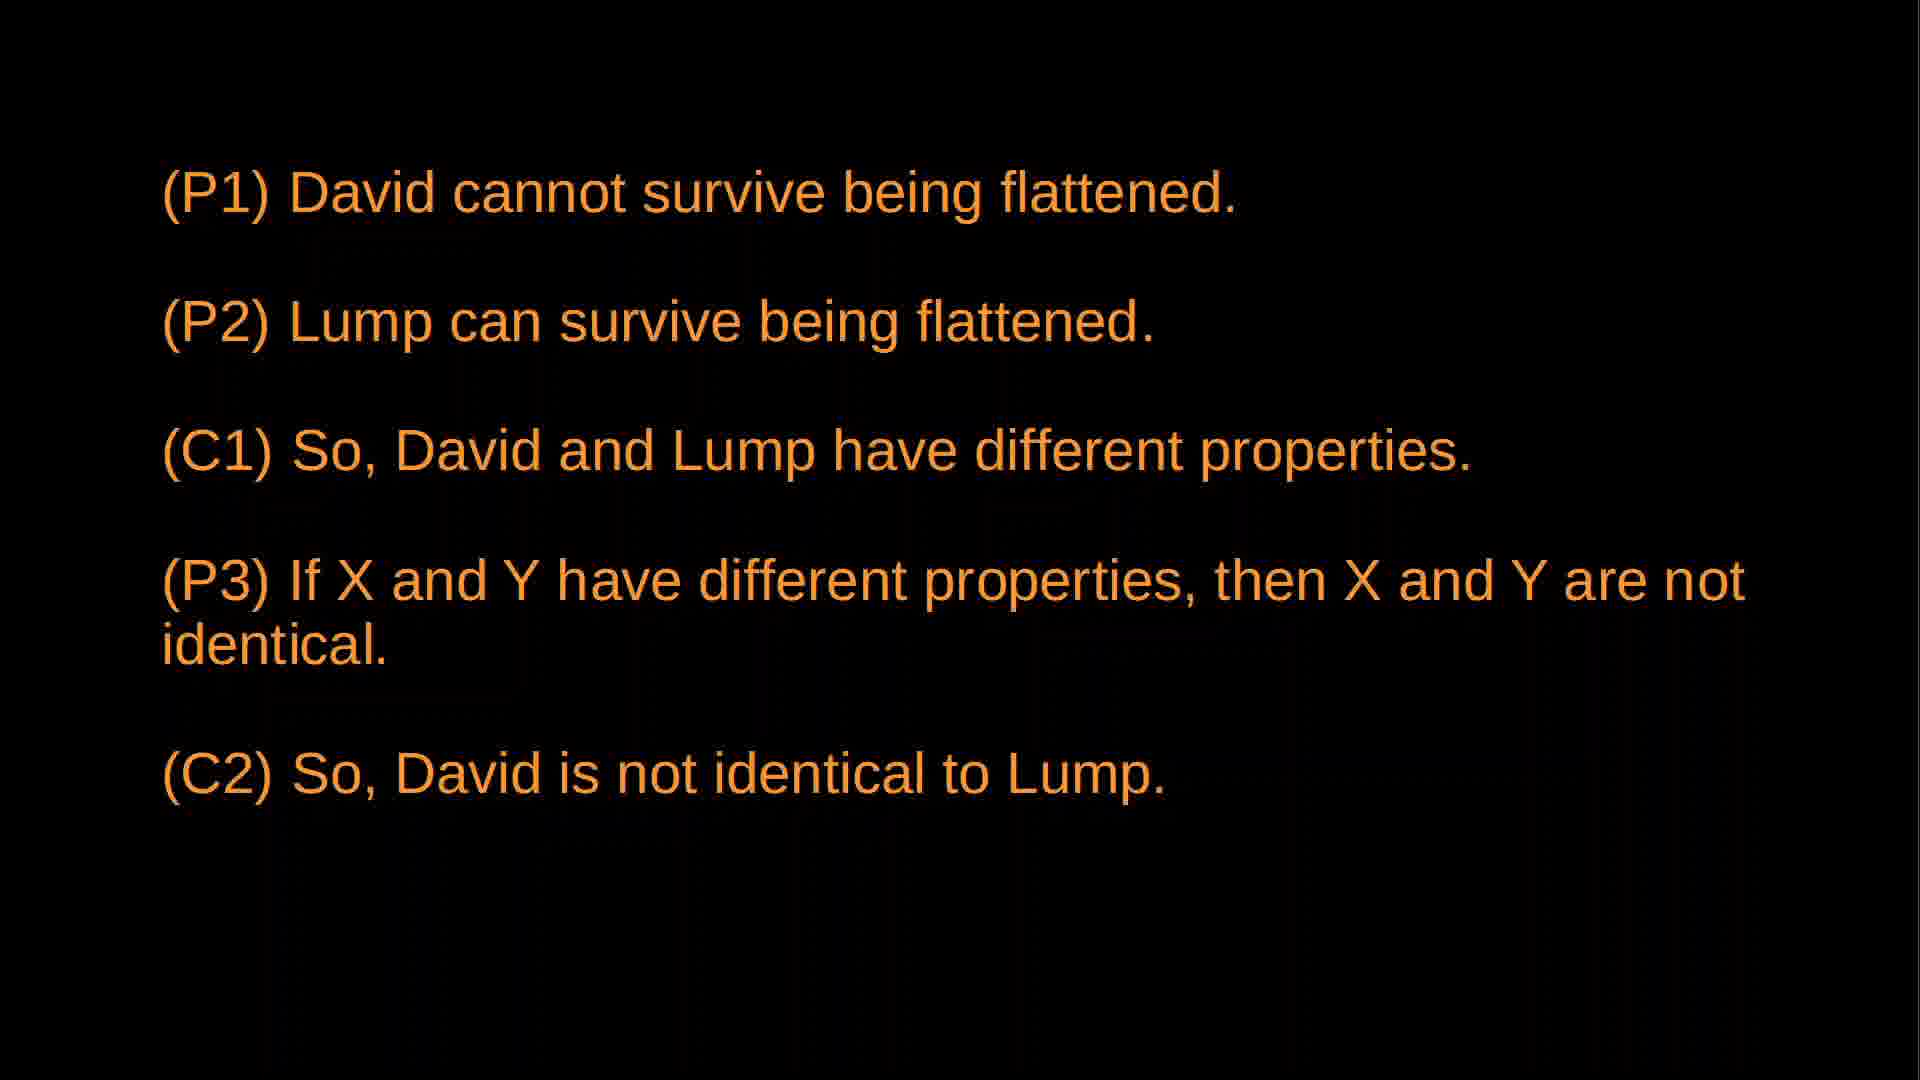 (P1) David cannot survive being flattened.
(P2) Lump can survive being flattened.
(C1) So, David and Lump have different properties.
(P3) If X and Y have different properties, then X and Y are not
identical.
(C2) So, David is not identical to Lump.